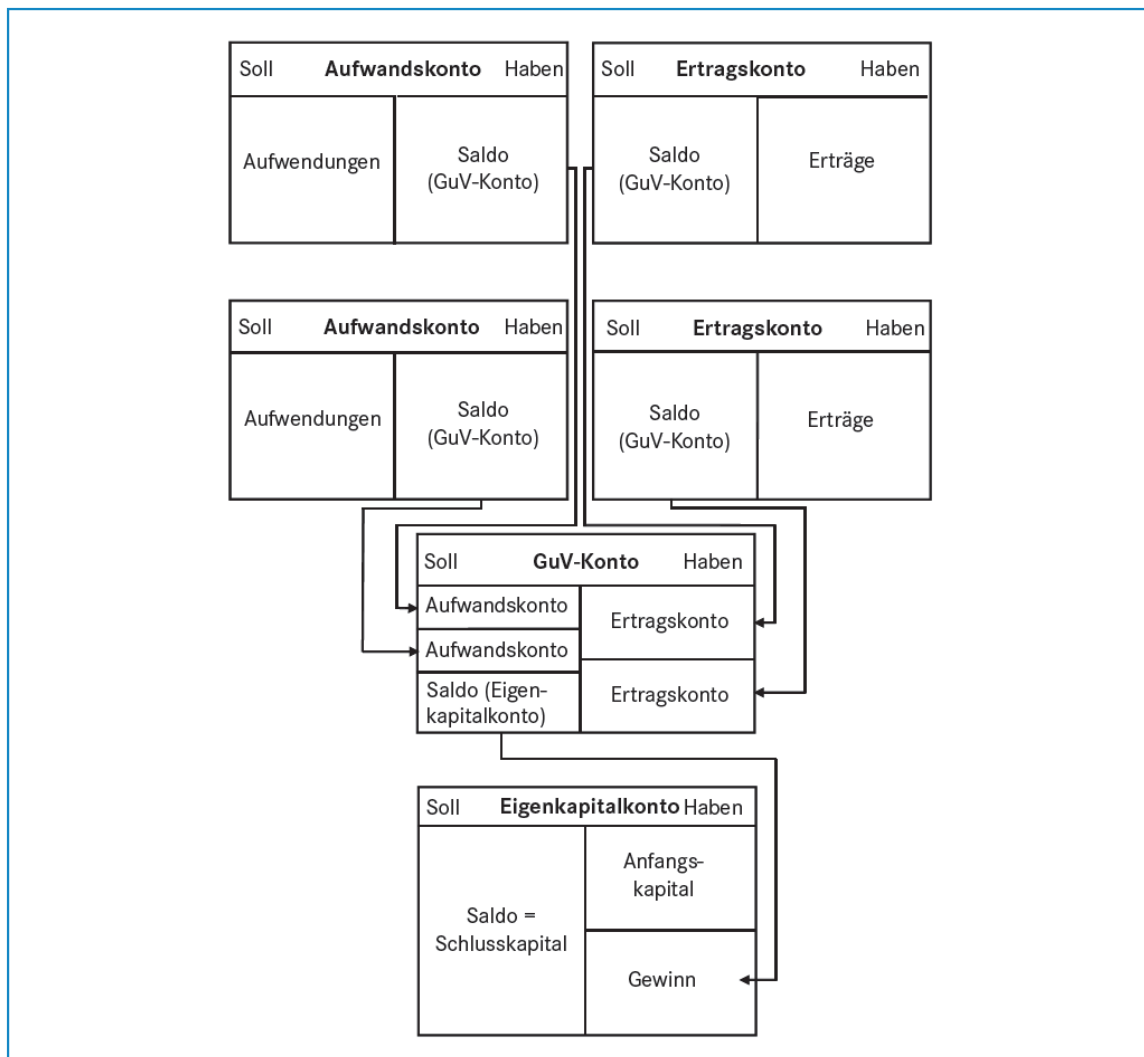 Soll Aufwandskonto Haben
Aufwendungen
Saldo
(GuV-Konto)
Soll Ertragskonto Haben
Saldo
(GuV-Konto)
Erträge
Soll Aufwandskonto Haben
Aufwendungen
Saldo
(GuV-Konto)
Soll Ertragskonto Haben
Saldo
(GuV-Konto)
Erträge
Soll GuV-Konto Haben
Aufwandskonto
Aufwandskonto
Saldo (Eigen-
kapitalkonto)
Ertragskonto
Ertragskonto
Soll Eigenkapitalkonto Haben
Saldo =
Schlusskapital
Anfangs-
kapital
Gewinn